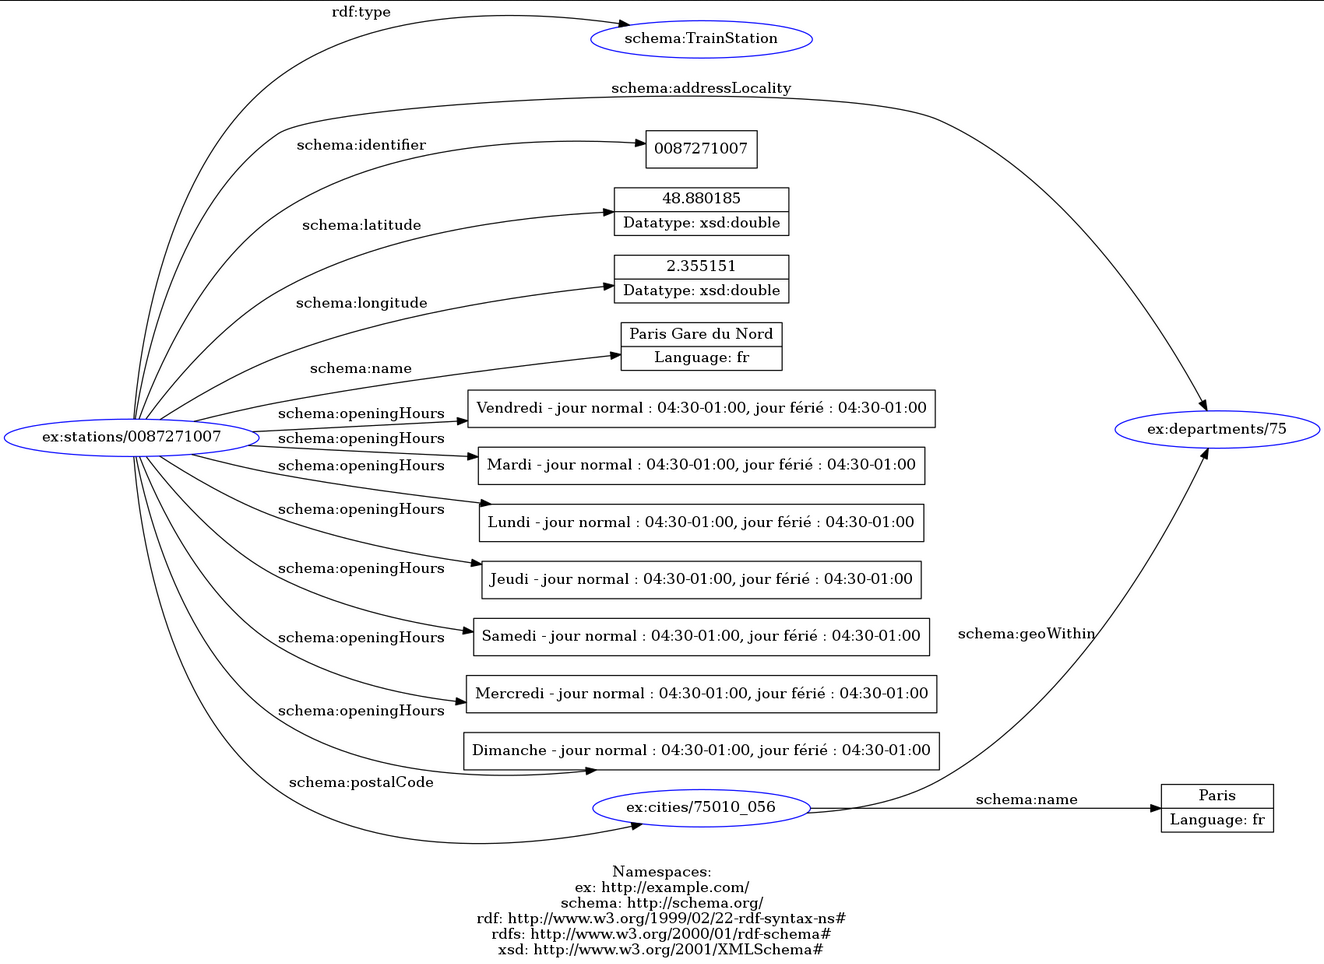 rdf:type
schema:TrainStation
schema:addressLocality
schema:identifier
0087271007
48.880185
schema:latitude
Datatype: xsd:double
2.355151
Datatype: xsd:double
schema:longitude
Paris Gare du Nord
Language: fr
schema:name
schema:openingHours
Vendredi - jour normal : 04:30-01:00, jour férié : 04:30-01:00
ex:stations/0087271007
ex:departments/75
schema:openingHours
Mardi - jour normal : 04:30-01:00, jour férié : 04:30-01:00
schema:openingHours
Lundi - jour normal : 04:30-01:00, jour férié : 04:30-01:00
schema:openingHours
Jeudi - jour normal : 04:30-01:00, jour férié : 04:30-01:00
schema:openingHours
Samedi - jour normal : 04:30-01:00, jour férié : 04:30-01:00
schema:geoWithin
schema:openingHours
Mercredi - jour normal : 04:30-01:00, jour férié : 04:30-01:00
schema:openingHours
Dimanche - jour normal : 04:30-01:00, jour férié : 04:30-01:00
schema:postalCode
ex:cities/75010_056
schema:name
Paris
Language: fr
Namespaces:
ex: http://example.com/
schema: http://schema.org/
rdf: http://www.w3.org/1999/02/22-rdf-syntax-ns#
rdfs: http://www.w3.org/2000/01/rdf-schema#
xsd: http://www.w3.org/2001/XMLSchema#